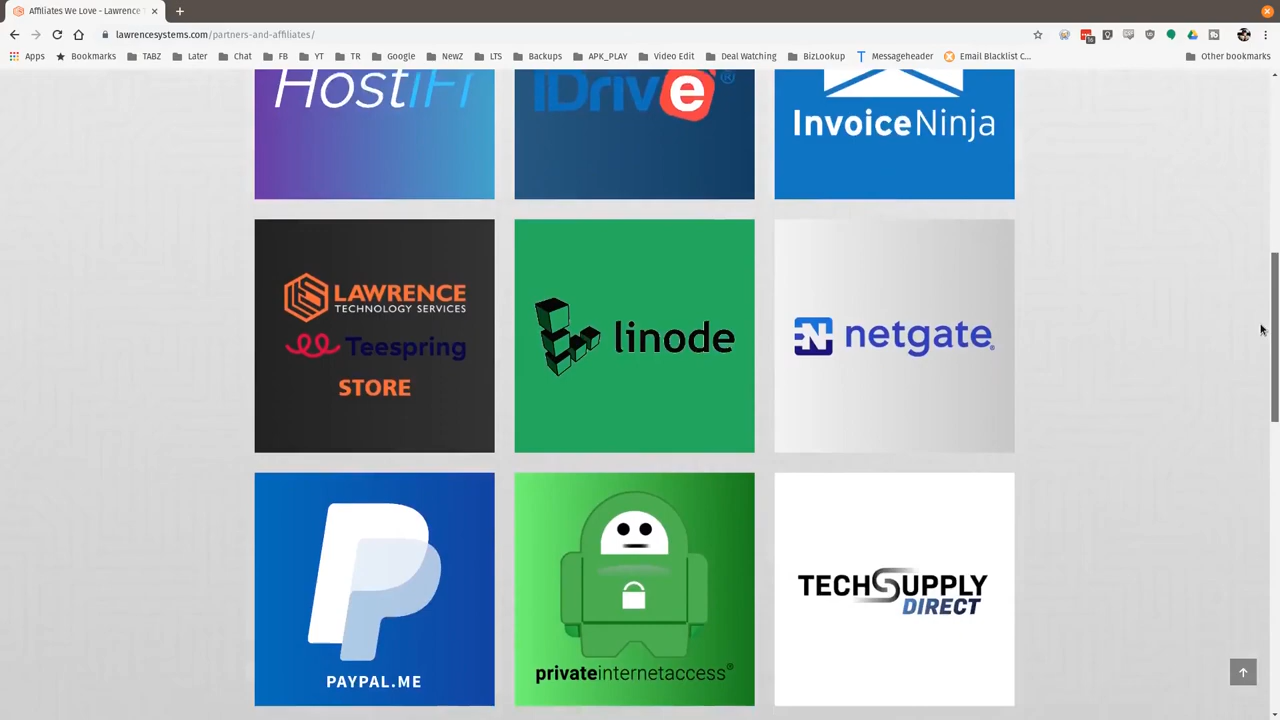 Affiliates We Love - Lawrence
lawrencesystems.com/partners-and-affiliates/
Apps
Bookmarks
TABZ
Later
Chat
FB
YT
TR
Google
NewZ
LTS
Backups
APK_PLAY
Video Edit
Deal Watching
BizLookup
Messageheader
Email Blacklist C...
Other bookmarks
HostiFi
IDrive®
InvoiceNinja
LAWRENCE
TECHNOLOGY SERVICES
Teespring
STORE
linode
netgate®
PAYPAL.ME
privateinternetaccess®
TECHSUPPLY
DIRECT